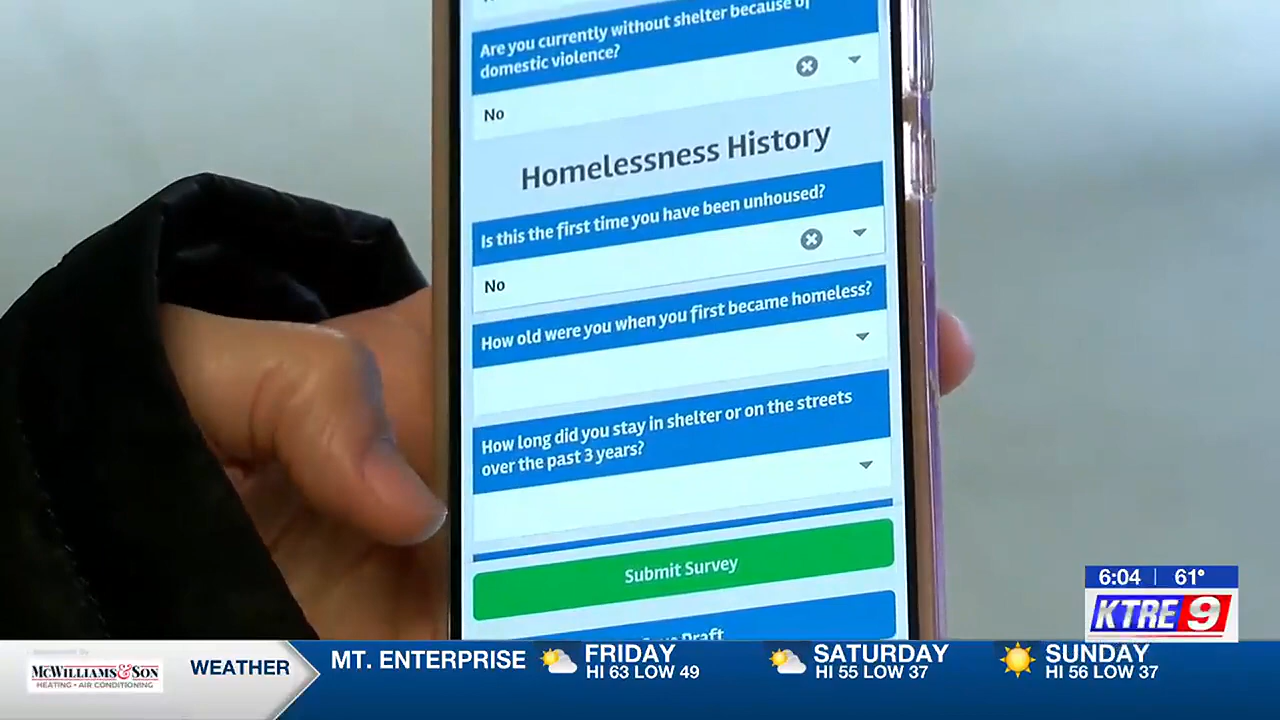 Are you currently without shelter because of
domestic violence?
No
Homelessness History
Is this the first time you have been unhoused?
No
How old were you when you first became homeless?
How long did you stay in shelter or on the streets
over the past 3 years?
Submit Survey
Draft
6:04 61°
KTRE 9
McWILLIAMS & SON
HEATING • AIR CONDITIONING
WEATHER
MT. ENTERPRISE
FRIDAY
HI 63 LOW 49
SATURDAY
HI 55 LOW 37
SUNDAY
HI 56 LOW 37